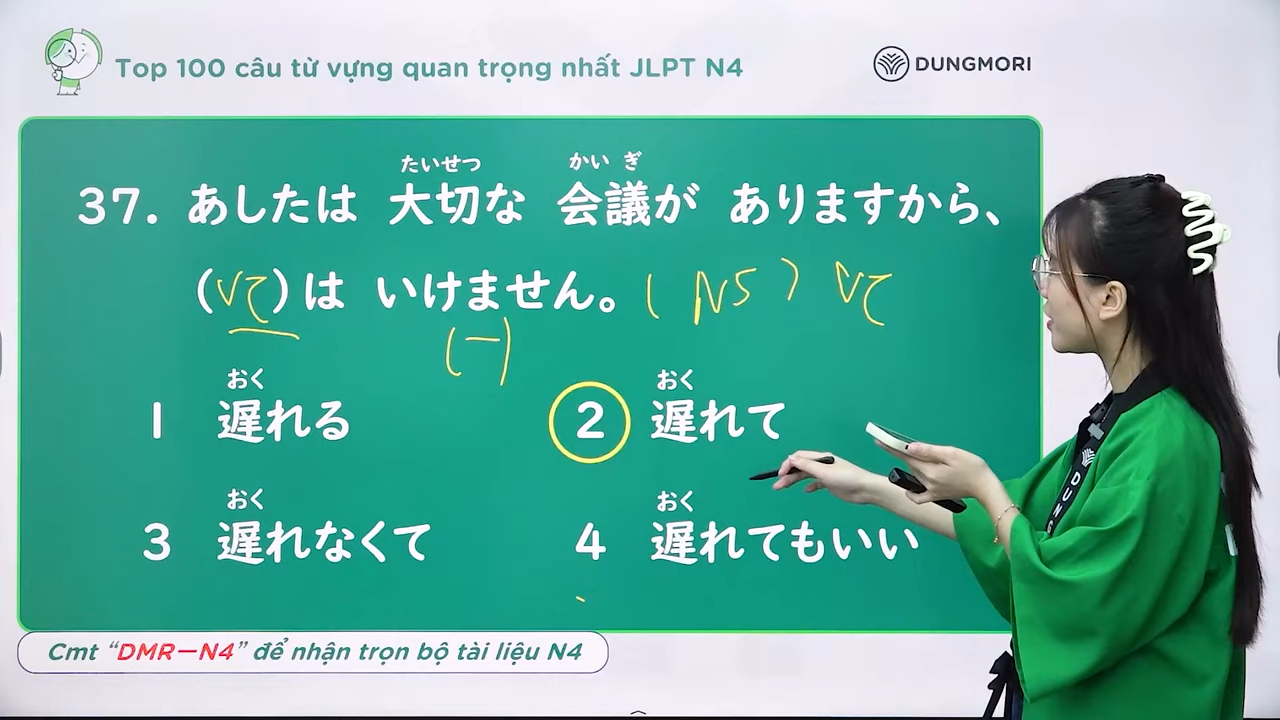 Top 100 câu từ vựng quan trọng nhất JLPT N4
DUNGMORI
たいせつ かい ぎ
37. あしたは 大切な 会議が ありますから、
(Vて)は いけません。 ( N5 ) Vて
(-)
おく
1 遅れる
おく
2 遅れて
おく
3 遅れなくて
おく
4 遅れてもいい
Cmt “DMR-N4” để nhận trọn bộ tài liệu N4
DUNG